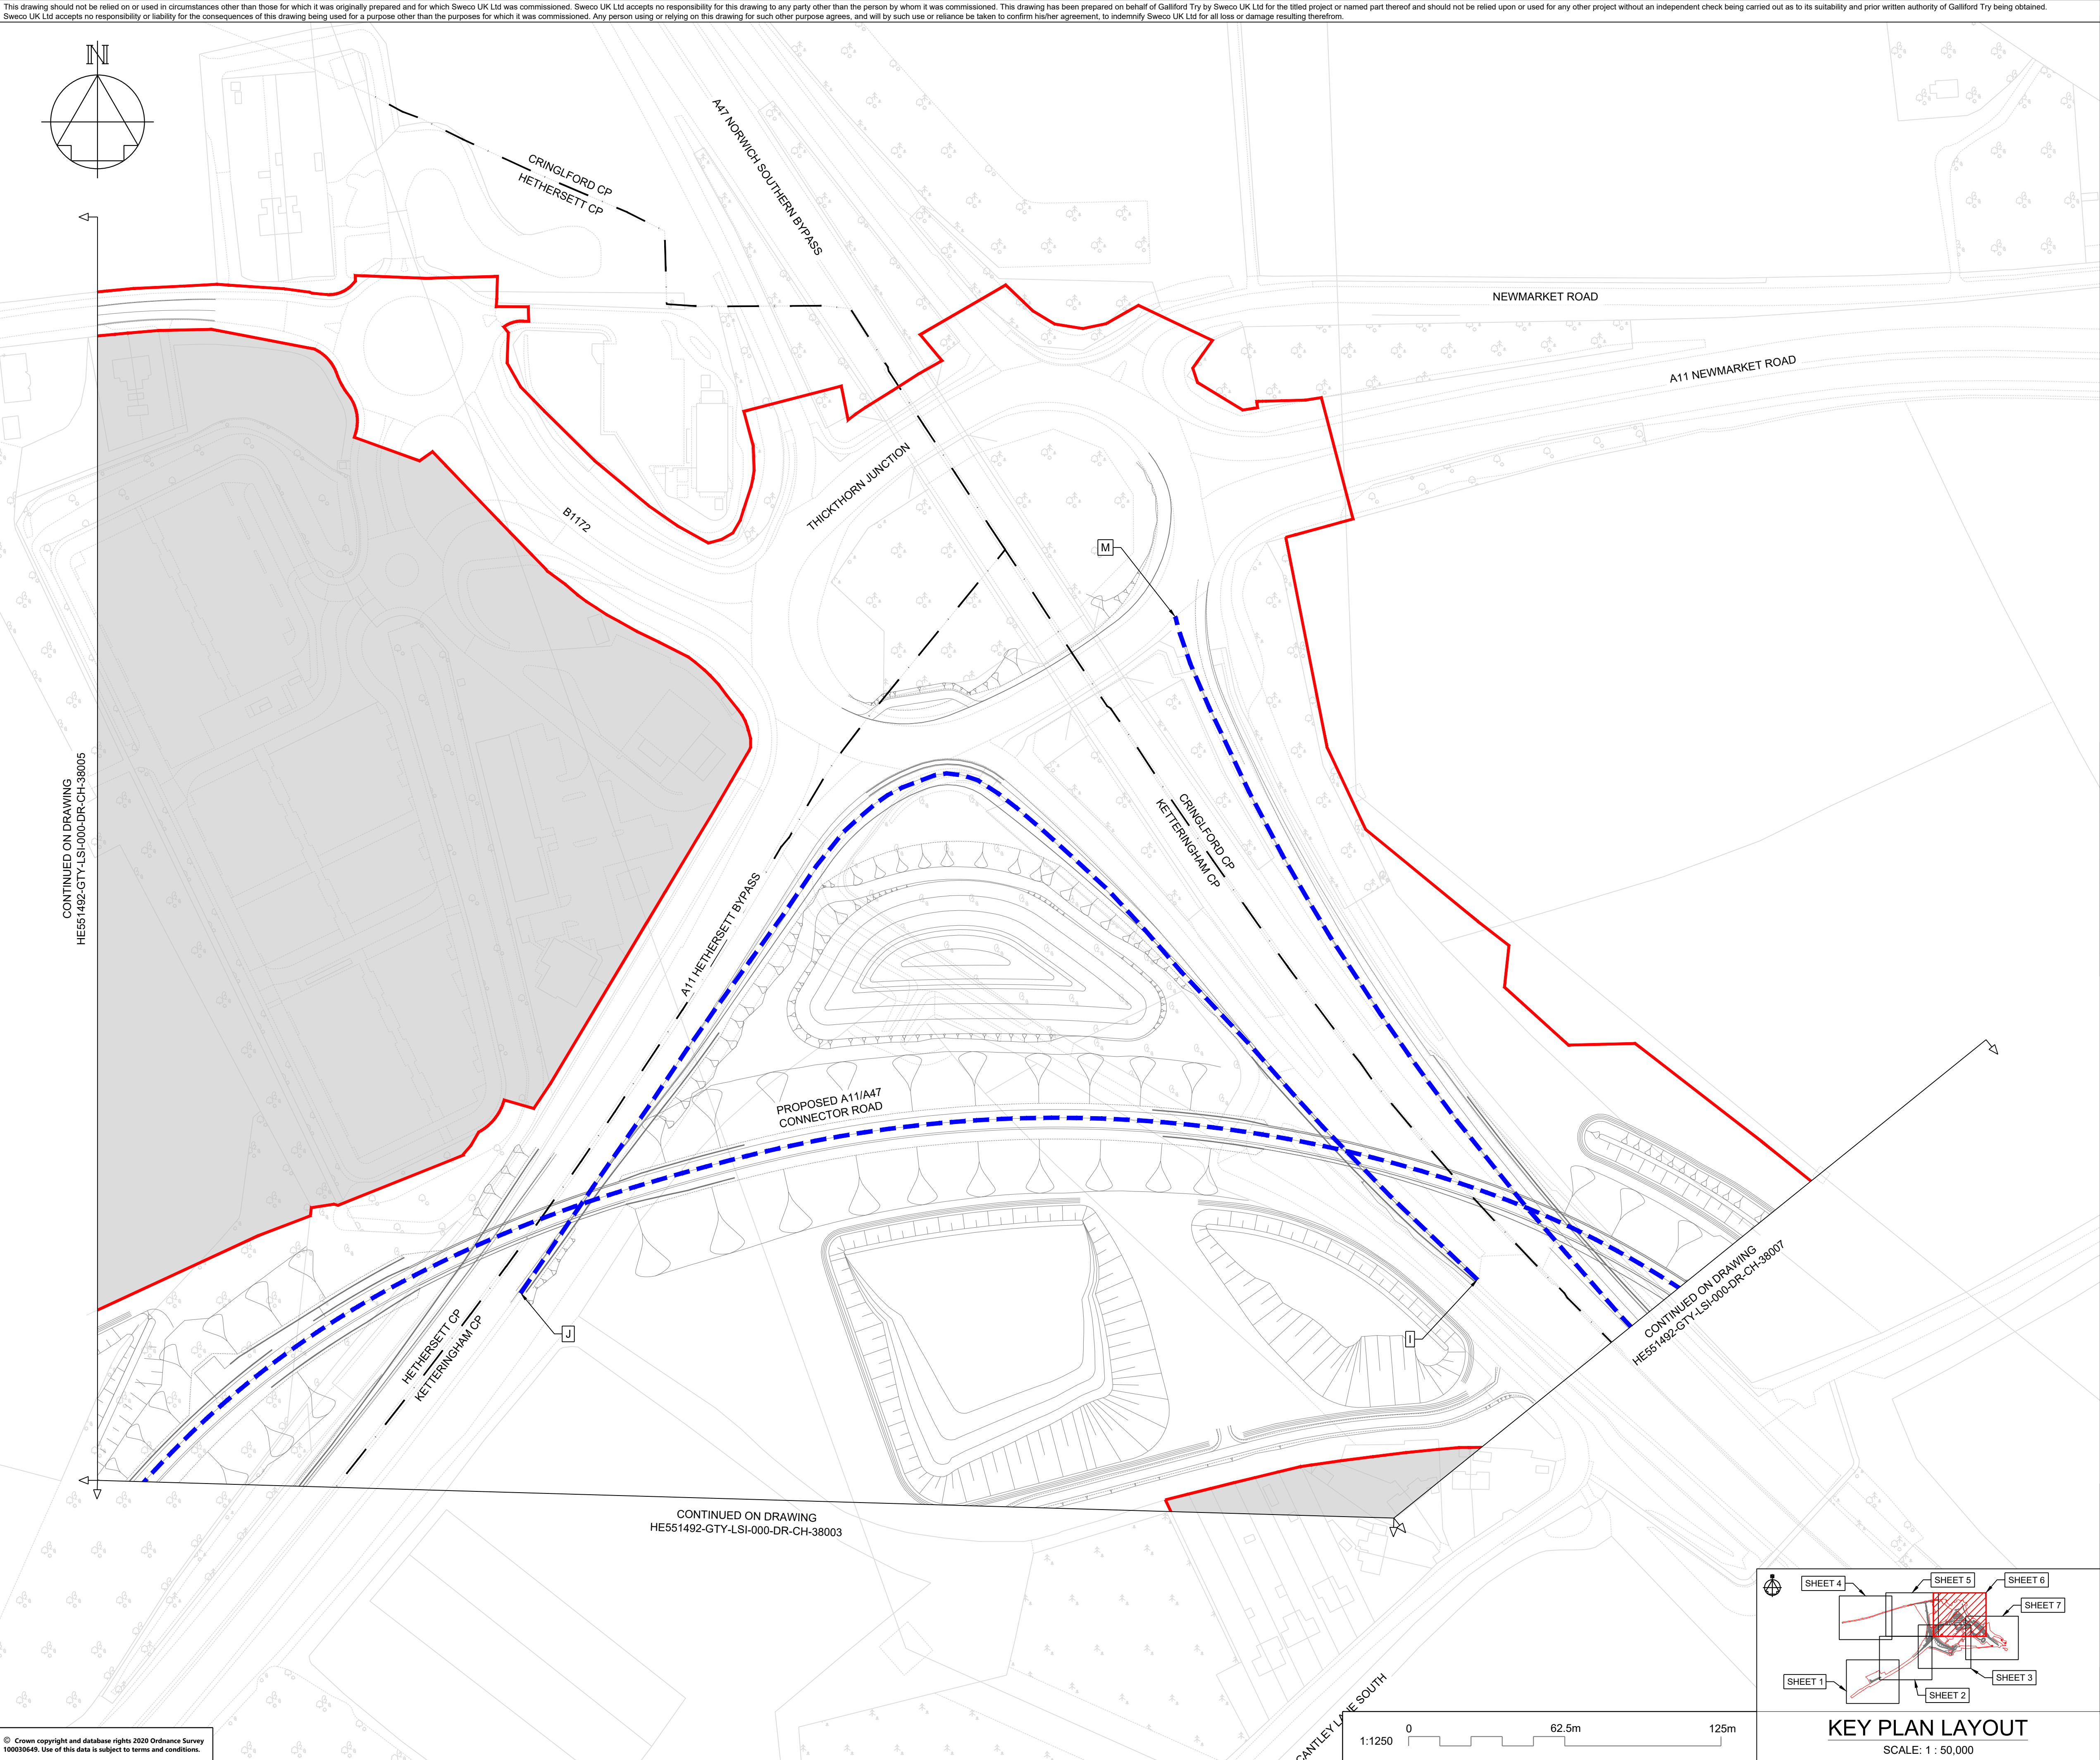 This drawing should not be relied on or used in circumstances other than those for which it was originally prepared and for which Sweco UK Ltd was commissioned. Sweco UK Ltd accepts no responsibility for this drawing to any party other than the person by whom it was commissioned. This drawing has been prepared on behalf of Galliford Try by Sweco UK Ltd for the titled project or named part thereof and should not be relied upon or used for any other project without an independent check being carried out as to its suitability and prior written authority of Galliford Try being obtained.
Sweco UK Ltd accepts no responsibility or liability for the consequences of this drawing being used for a purpose other than the purposes for which it was commissioned. Any person using or relying on this drawing for such other purpose agrees, and will by such use or reliance be taken to confirm his/her agreement, to indemnify Sweco UK Ltd for all loss or damage resulting therefrom.
N
CRINGLFORD CP
HETHERSETT CP
A47 NORWICH SOUTHERN BYPASS
NEWMARKET ROAD
A11 NEWMARKET ROAD
THICKTHORN JUNCTION
B1172
M
CONTINUED ON DRAWING
HE551492-GTY-LSI-000-DR-CH-38005
CRINGLFORD CP
KETTERINGHAM CP
A11 HETHERSETT BYPASS
PROPOSED A11/A47
CONNECTOR ROAD
HETHERSETT CP
KETTERINGHAM CP
J
I
CONTINUED ON DRAWING
HE551492-GTY-LSI-000-DR-CH-38007
CONTINUED ON DRAWING
HE551492-GTY-LSI-000-DR-CH-38003
CANTLEY LANE SOUTH
SHEET 4
SHEET 5
SHEET 6
SHEET 7
SHEET 1
SHEET 2
SHEET 3
KEY PLAN LAYOUT
SCALE: 1 : 50,000
1:1250
0
62.5m
125m
© Crown copyright and database rights 2020 Ordnance Survey
100030649. Use of this data is subject to terms and conditions.